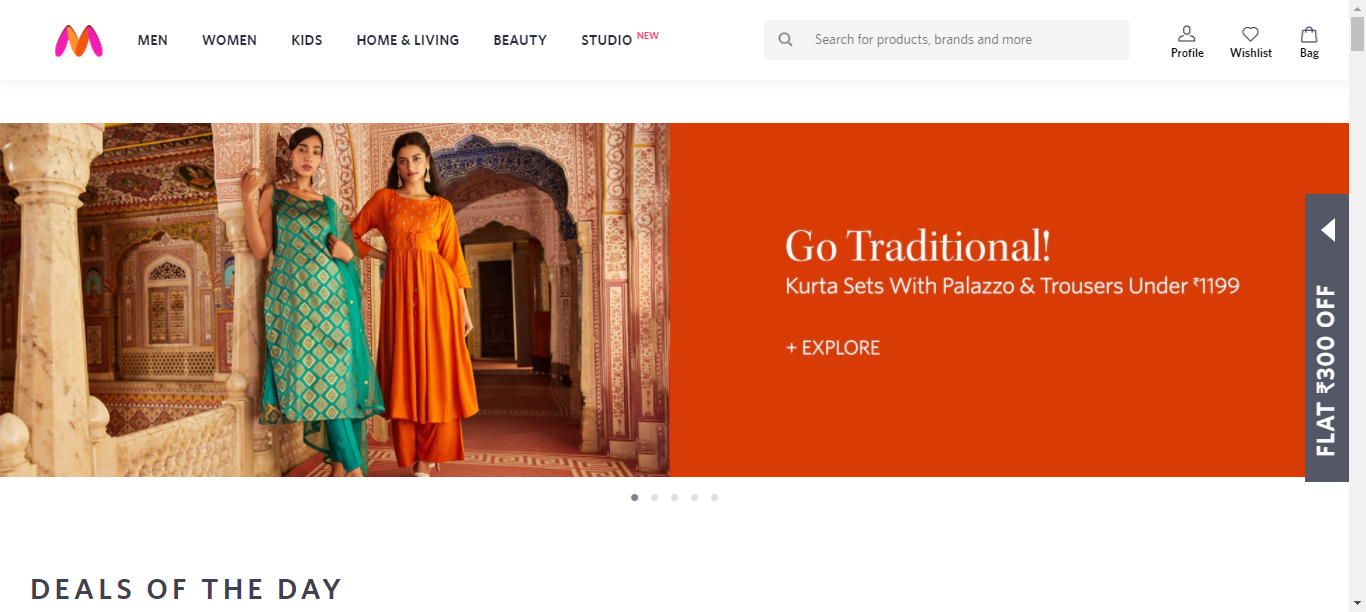 MEN WOMEN KIDS HOME & LIVING BEAUTY STUDIO NEW
Search for products, brands and more
Profile Wishlist Bag
Go Traditional!
Kurta Sets With Palazzo & Trousers Under ₹1199
+ EXPLORE
FLAT ₹300 OFF
DEALS OF THE DAY